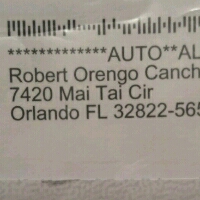 *************AUTO**AL
Robert Orengo Canch
7420 Mai Tai Cir
Orlando FL 32822-565